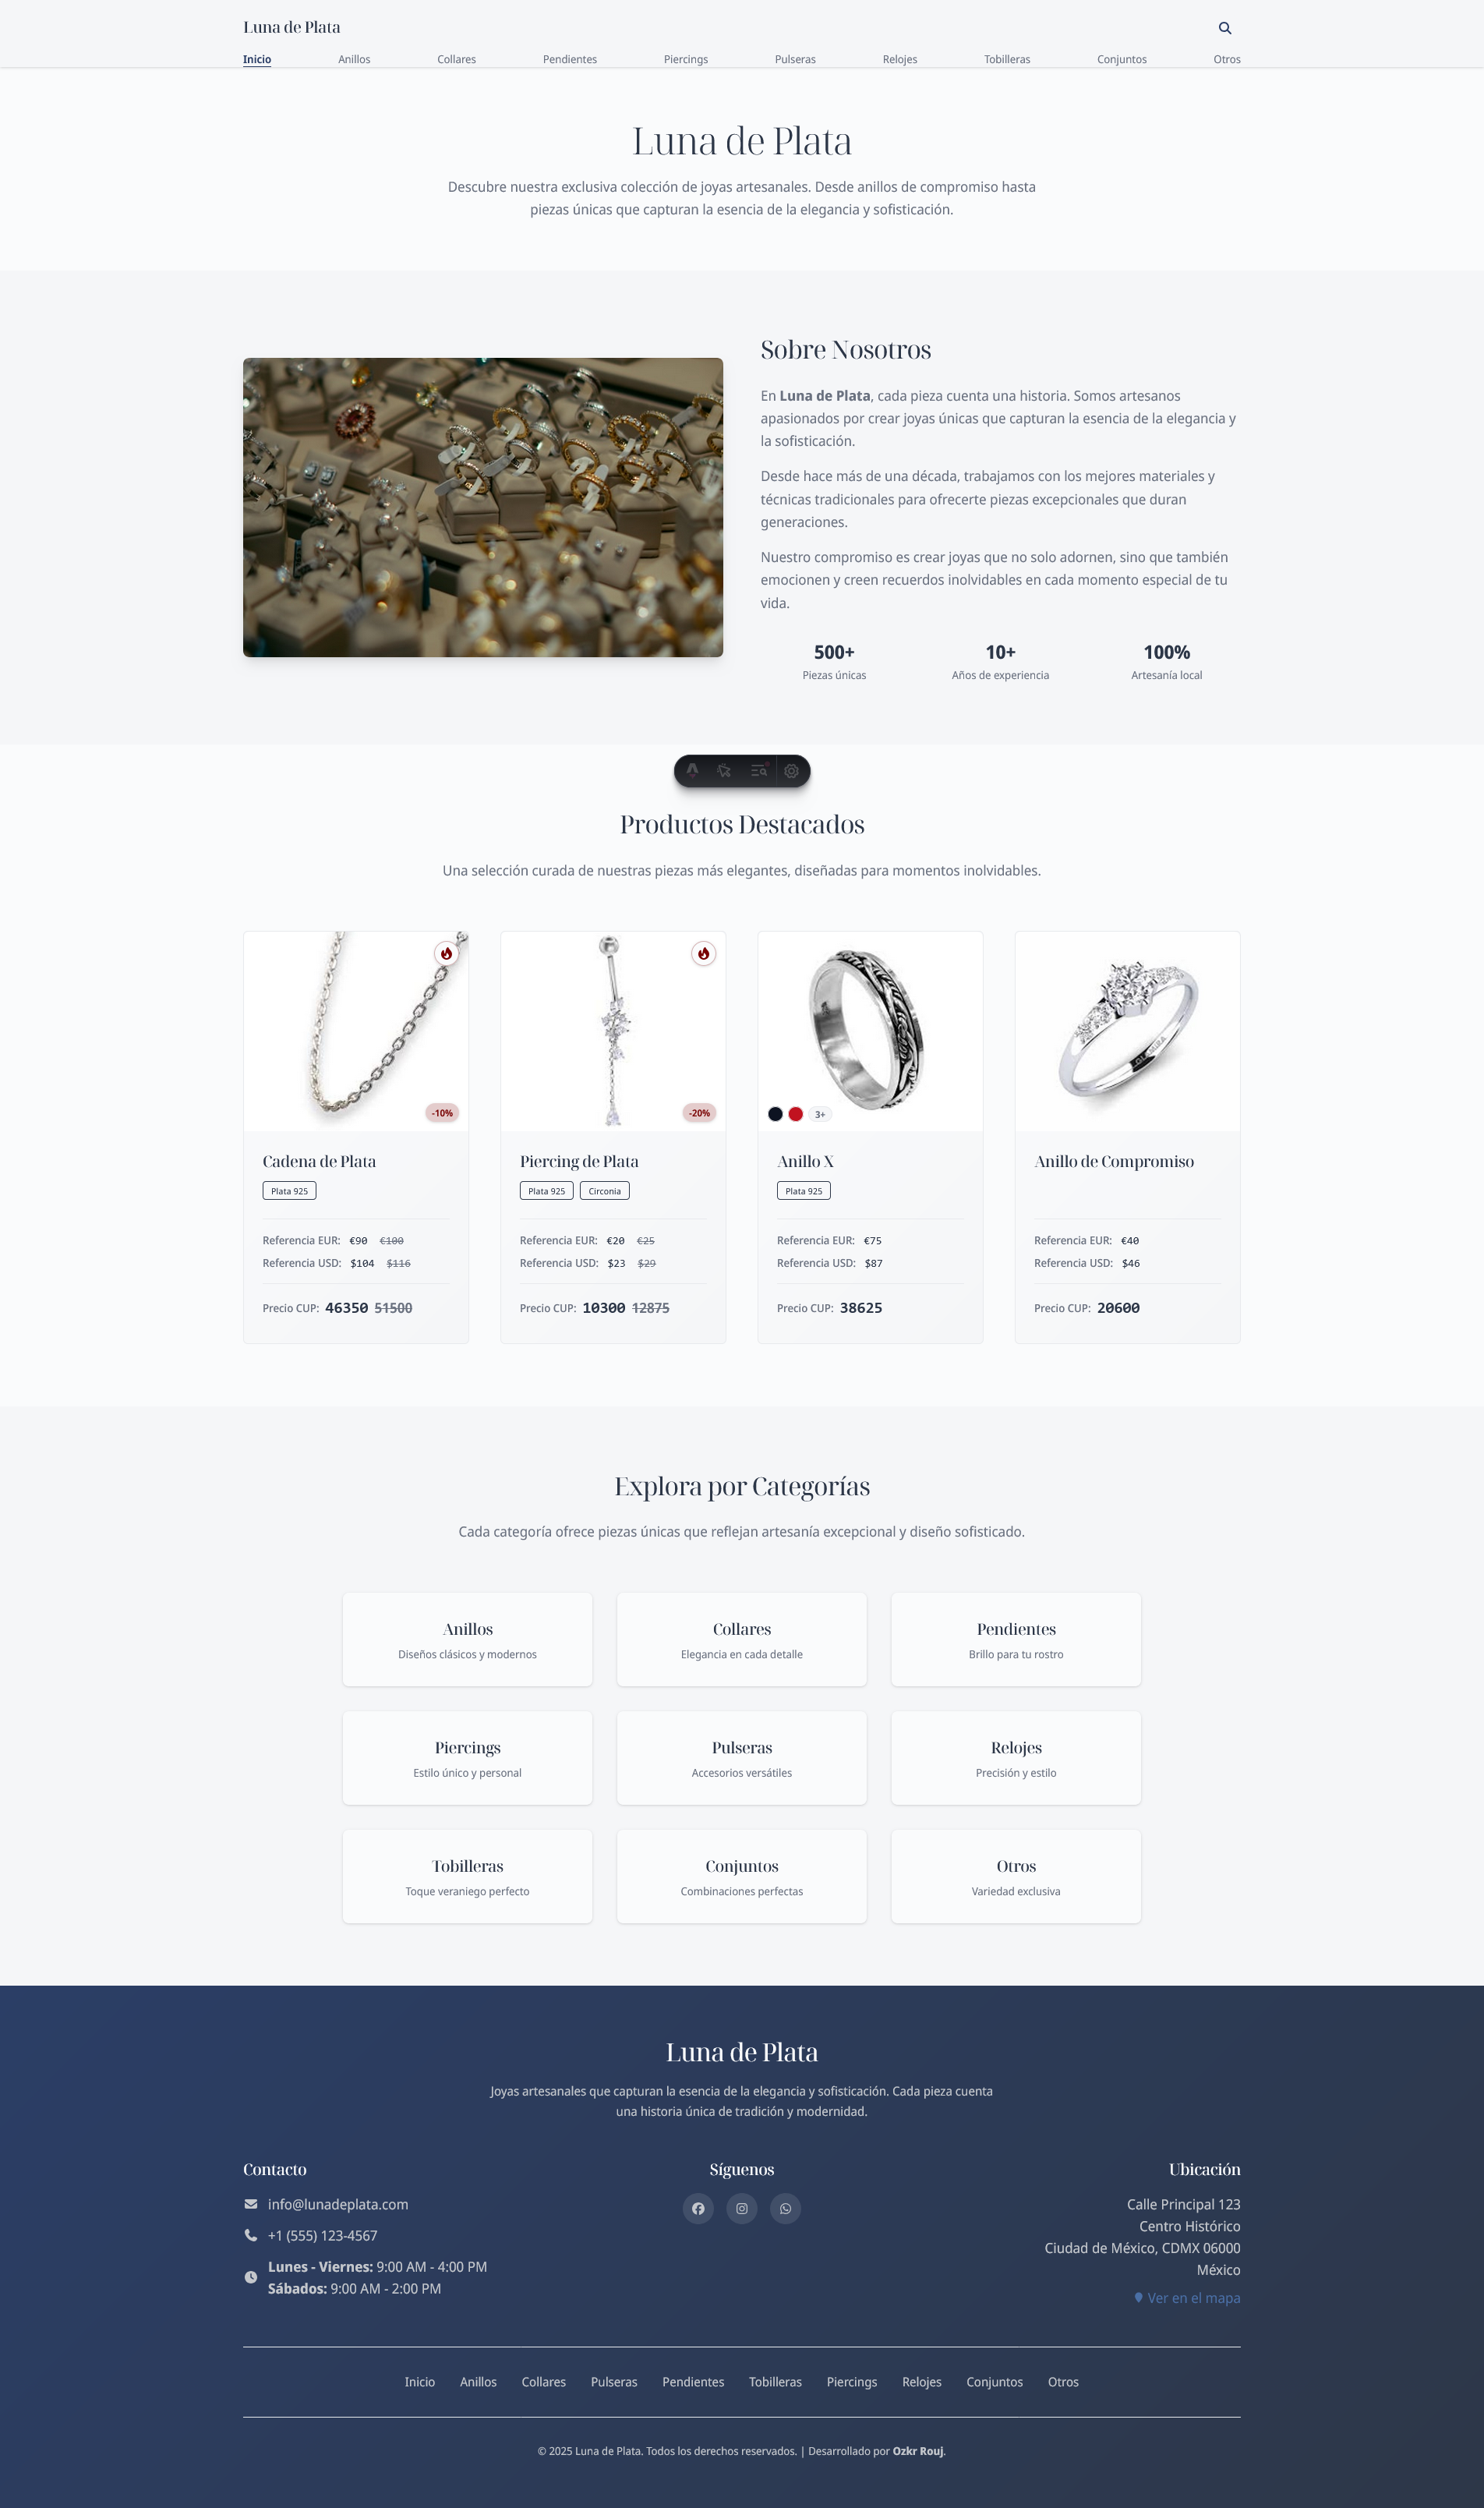 Luna de Plata
Inicio Anillos Collares Pendientes Piercings Pulseras Relojes Tobilleras Conjuntos Otros
Luna de Plata
Descubre nuestra exclusiva colección de joyas artesanales. Desde anillos de compromiso hasta
piezas únicas que capturan la esencia de la elegancia y sofisticación.
Sobre Nosotros
En Luna de Plata, cada pieza cuenta una historia. Somos artesanos
apasionados por crear joyas únicas que capturan la esencia de la elegancia y
la sofisticación.
Desde hace más de una década, trabajamos con los mejores materiales y
técnicas tradicionales para ofrecerte piezas excepcionales que duran
generaciones.
Nuestro compromiso es crear joyas que no solo adornen, sino que también
emocionen y creen recuerdos inolvidables en cada momento especial de tu
vida.
500+ 10+ 100%
Piezas únicas Años de experiencia Artesanía local
Productos Destacados
Una selección curada de nuestras piezas más elegantes, diseñadas para momentos inolvidables.
-10%
Cadena de Plata
Plata 925
Referencia EUR: €90 €100
Referencia USD: $104 $116
Precio CUP: 46350 51500
-20%
Piercing de Plata
Plata 925 Circonia
Referencia EUR: €20 €25
Referencia USD: $23 $29
Precio CUP: 10300 12875
3+
Anillo X
Plata 925
Referencia EUR: €75
Referencia USD: $87
Precio CUP: 38625
Anillo de Compromiso
Referencia EUR: €40
Referencia USD: $46
Precio CUP: 20600
Explora por Categorías
Cada categoría ofrece piezas únicas que reflejan artesanía excepcional y diseño sofisticado.
Anillos
Diseños clásicos y modernos
Collares
Elegancia en cada detalle
Pendientes
Brillo para tu rostro
Piercings
Estilo único y personal
Pulseras
Accesorios versátiles
Relojes
Precisión y estilo
Tobilleras
Toque veraniego perfecto
Conjuntos
Combinaciones perfectas
Otros
Variedad exclusiva
Luna de Plata
Joyas artesanales que capturan la esencia de la elegancia y sofisticación. Cada pieza cuenta
una historia única de tradición y modernidad.
Contacto
info@lunadeplata.com
+1 (555) 123-4567
Lunes - Viernes: 9:00 AM - 4:00 PM
Sábados: 9:00 AM - 2:00 PM
Síguenos
Ubicación
Calle Principal 123
Centro Histórico
Ciudad de México, CDMX 06000
México
Ver en el mapa
Inicio Anillos Collares Pulseras Pendientes Tobilleras Piercings Relojes Conjuntos Otros
© 2025 Luna de Plata. Todos los derechos reservados. | Desarrollado por Ozkr Rouj.